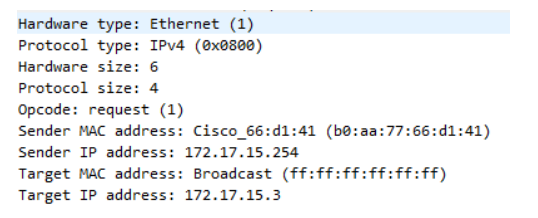 Hardware type: Ethernet (1)
Protocol type: IPv4 (0x0800)
Hardware size: 6
Protocol size: 4
Opcode: request (1)
Sender MAC address: Cisco_66:d1:41 (b0:aa:77:66:d1:41)
Sender IP address: 172.17.15.254
Target MAC address: Broadcast (ff:ff:ff:ff:ff:ff)
Target IP address: 172.17.15.3